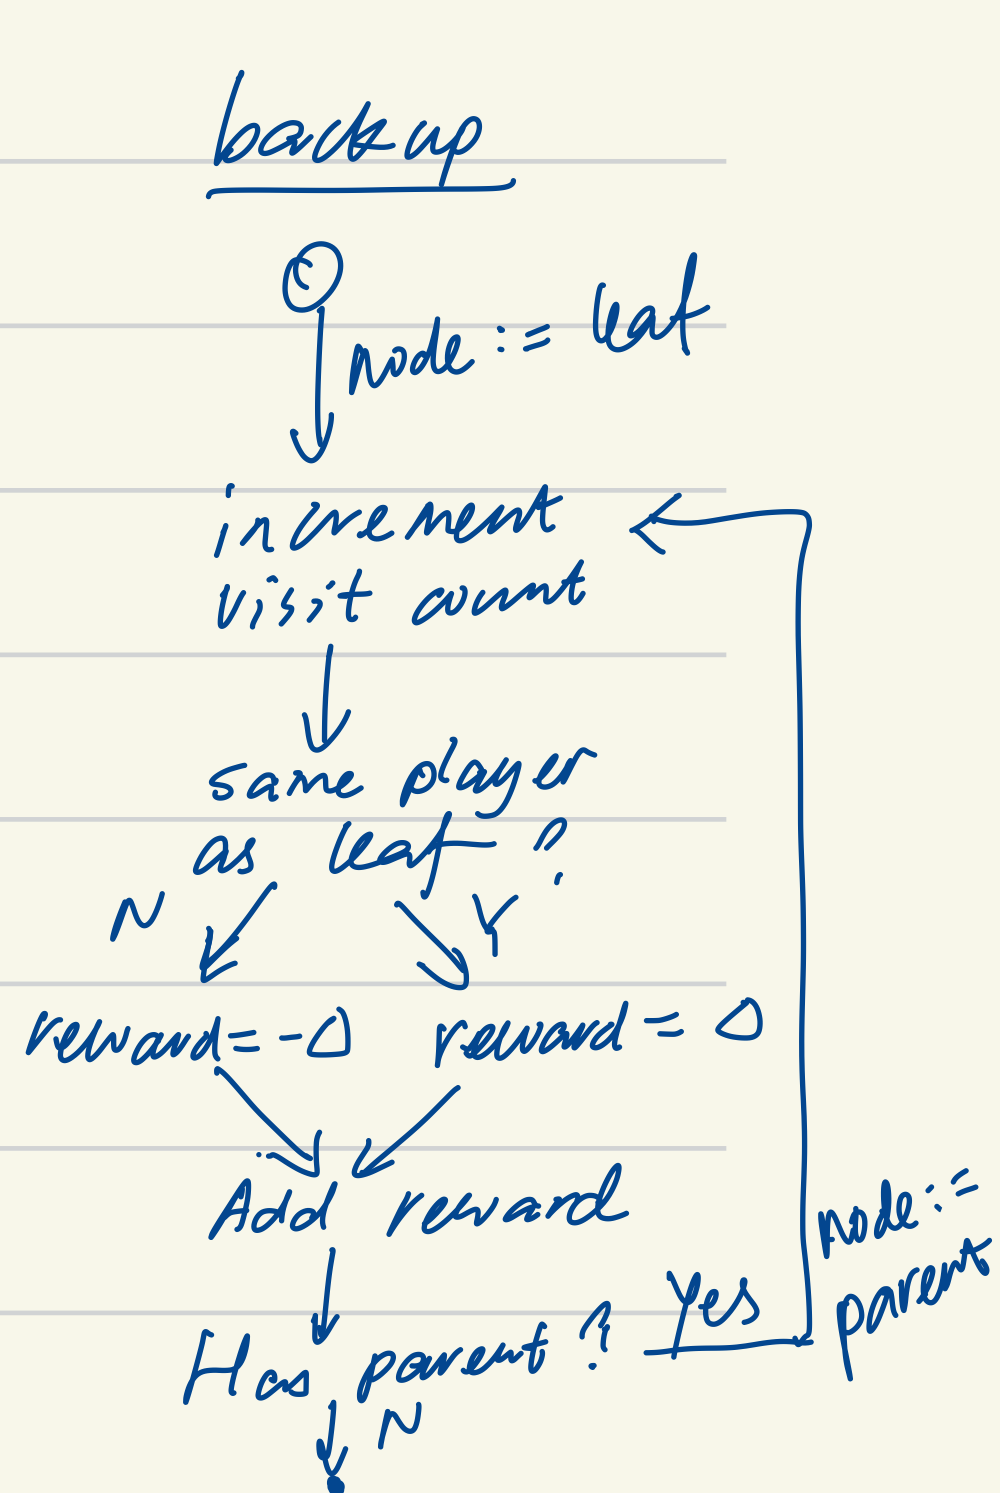 backup
node := leaf
increment
visit count
same player
as leaf ?
N
Y
reward = -Δ
reward = Δ
Add reward
Has parent ?
Yes
node :=
parent
N